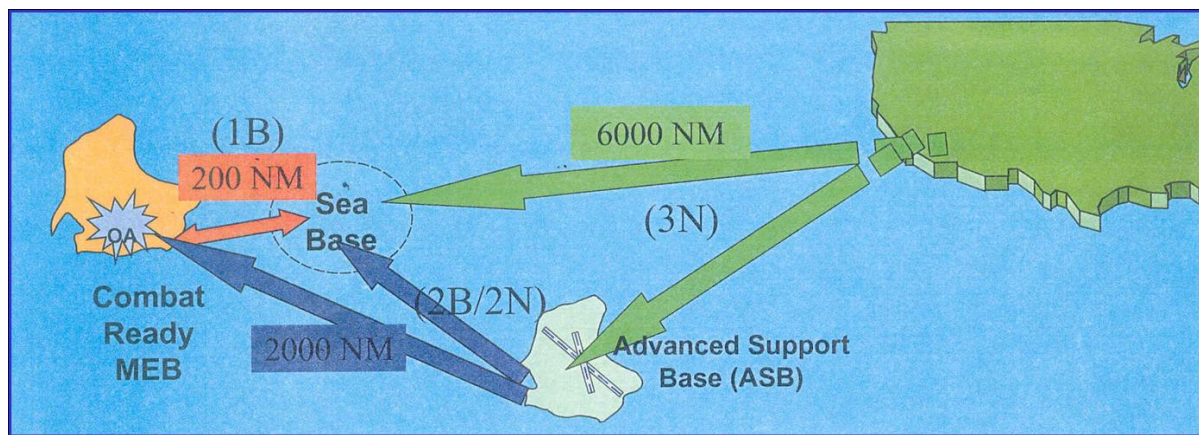 (1B)
200 NM
6000 NM
Sea
Base
OA
(3N)
Combat
Ready
MEB
(2B/2N)
2000 NM
Advanced Support
Base (ASB)